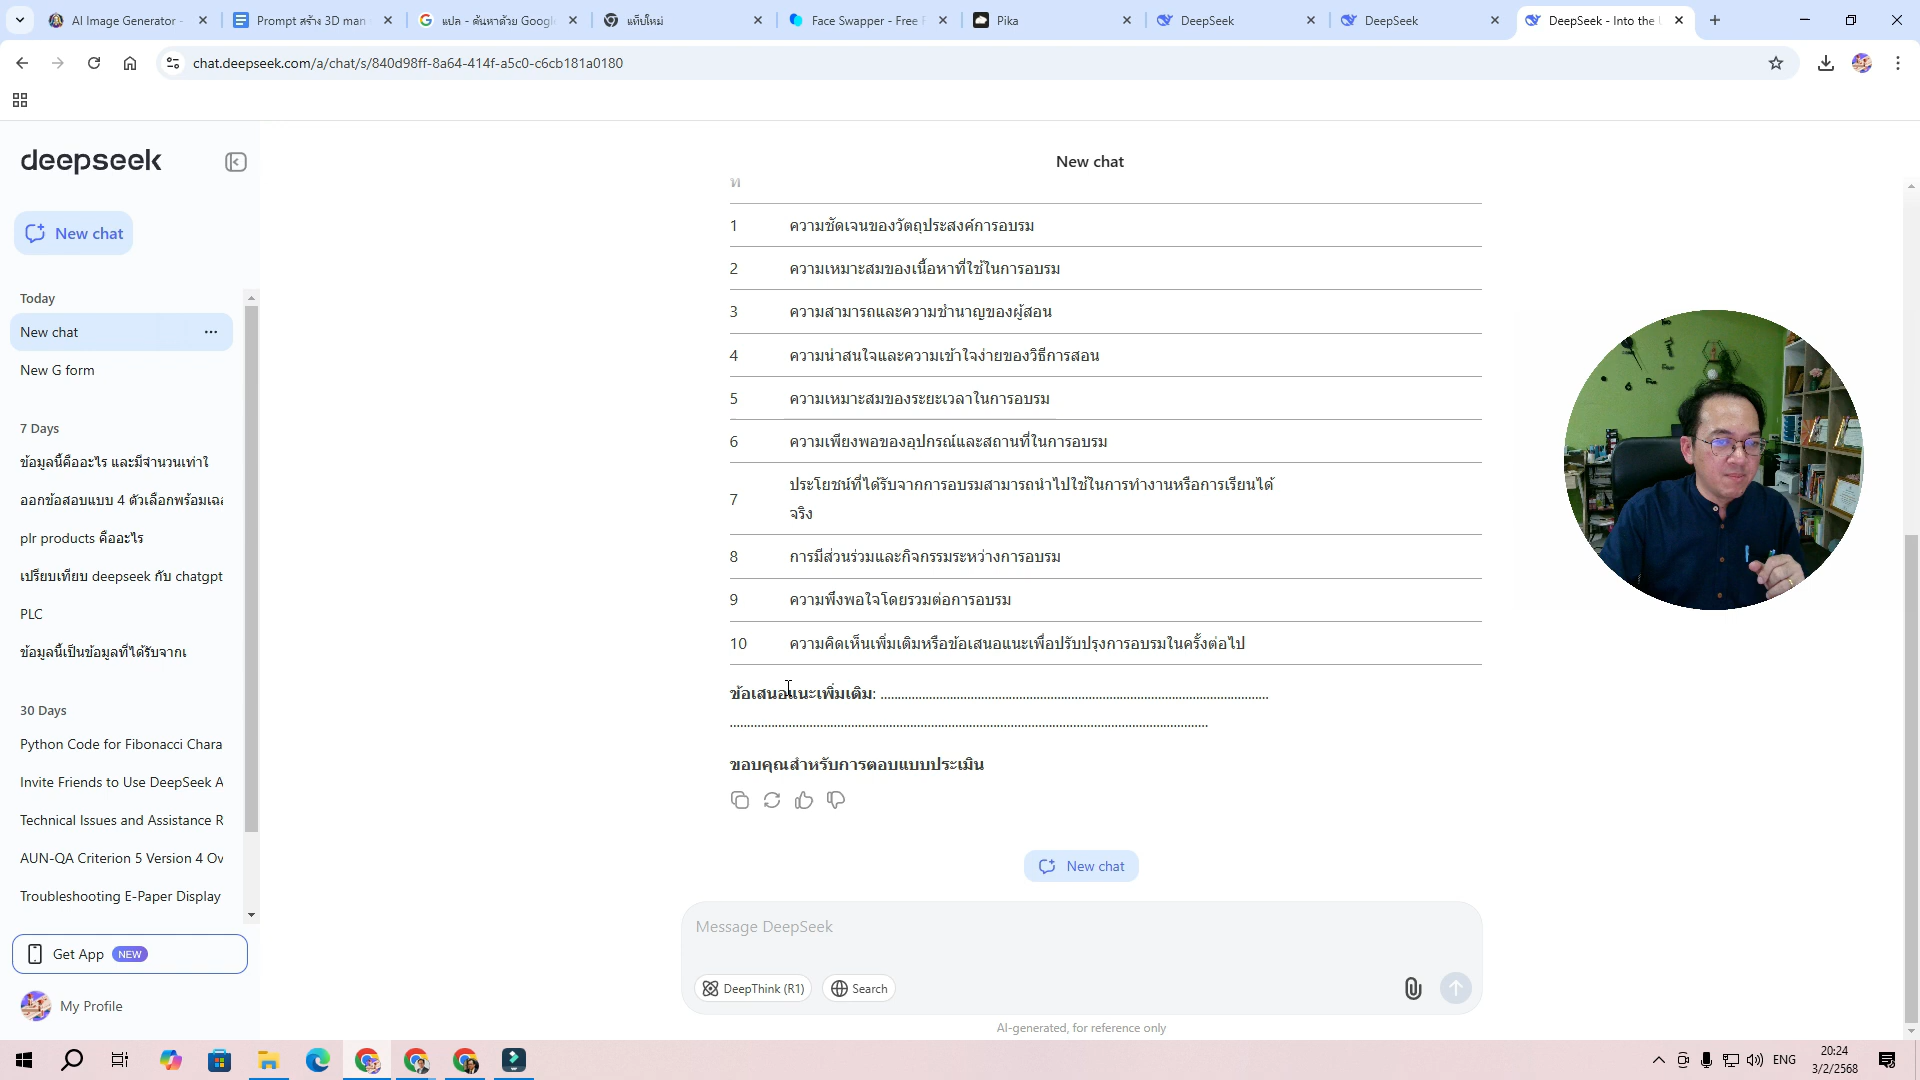 AI Image Generator -
Prompt สร้าง 3D man
แปล - ค้นหาด้วย Googl
แท็บใหม่
Face Swapper - Free F
Pika
DeepSeek
DeepSeek
DeepSeek - Into the U
chat.deepseek.com/a/chat/s/840d98ff-8a64-414f-a5c0-c6cb181a0180
deepseek
New chat
Today
New chat
New G form
7 Days
ข้อมูลนี้คืออะไร และมีจำนวนเท่าใ
ออกข้อสอบแบบ 4 ตัวเลือกพร้อมเฉล
plr products คืออะไร
เปรียบเทียบ deepseek กับ chatgpt
PLC
ข้อมูลนี้เป็นข้อมูลที่ได้รับจากเ
30 Days
Python Code for Fibonacci Chara
Invite Friends to Use DeepSeek A
Technical Issues and Assistance R
AUN-QA Criterion 5 Version 4 Ov
Troubleshooting E-Paper Display
Get App NEW
My Profile
New chat
ที่
1 ความชัดเจนของวัตถุประสงค์การอบรม
2 ความเหมาะสมของเนื้อหาที่ใช้ในการอบรม
3 ความสามารถและความชำนาญของผู้สอน
4 ความน่าสนใจและความเข้าใจง่ายของวิธีการสอน
5 ความเหมาะสมของระยะเวลาในการอบรม
6 ความเพียงพอของอุปกรณ์และสถานที่ในการอบรม
7 ประโยชน์ที่ได้รับจากการอบรมสามารถนำไปใช้ในการทำงานหรือการเรียนได้
จริง
8 การมีส่วนร่วมและกิจกรรมระหว่างการอบรม
9 ความพึงพอใจโดยรวมต่อการอบรม
10 ความคิดเห็นเพิ่มเติมหรือข้อเสนอแนะเพื่อปรับปรุงการอบรมในครั้งต่อไป
ข้อเสนอแนะเพิ่มเติม: ................................................................................................................
..........................................................................................................................................
ขอบคุณสำหรับการตอบแบบประเมิน
New chat
Message DeepSeek
DeepThink (R1)
Search
AI-generated, for reference only
ENG
20:24
3/2/2568